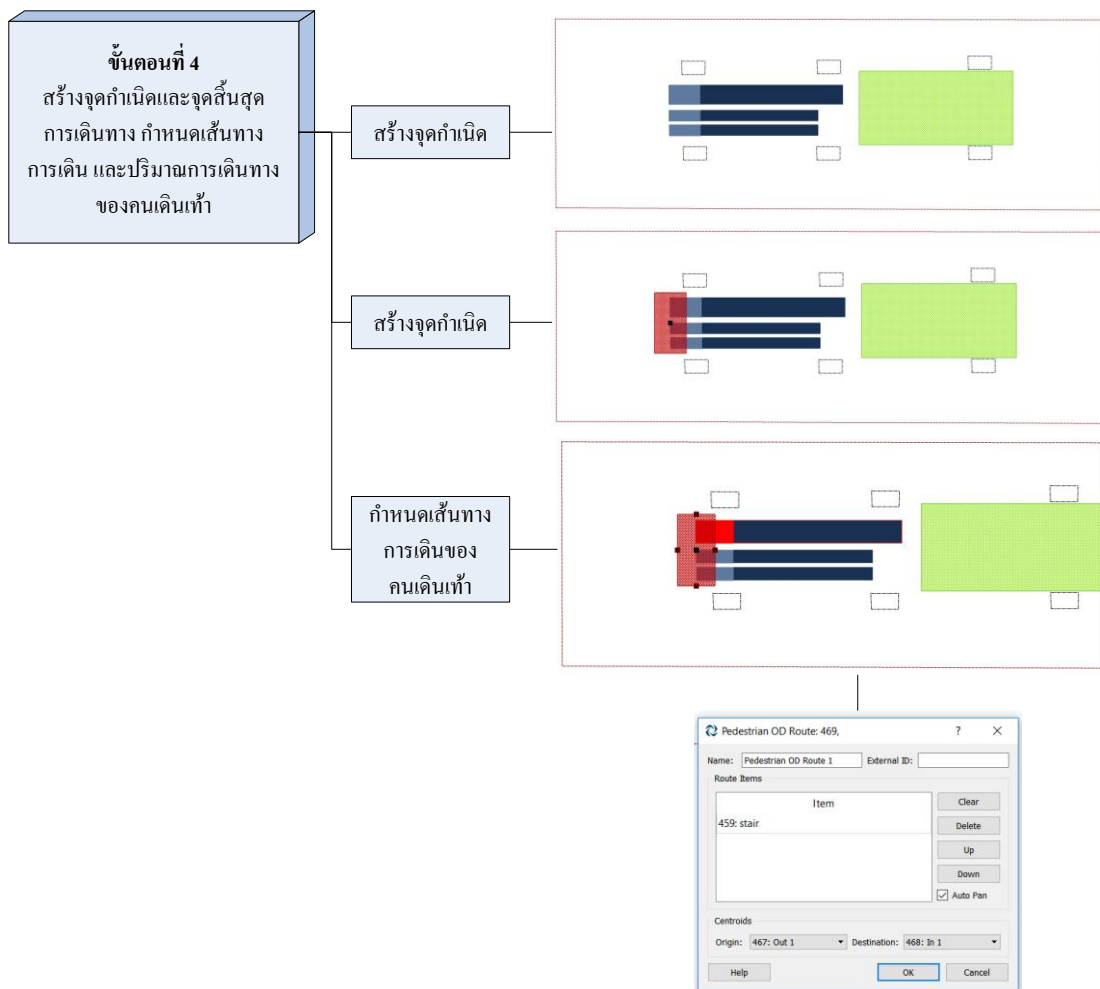 ขั้นตอนที่ 4
สร้างจุดกำเนิดและจุดสิ้นสุด
การเดินทาง กำหนดเส้นทาง
การเดิน และปริมาณการเดินทาง
ของคนเดินเท้า
สร้างจุดกำเนิด
สร้างจุดกำเนิด
กำหนดเส้นทาง
การเดินของ
คนเดินเท้า
Pedestrian OD Route: 469,
Name: Pedestrian OD Route 1 External ID:
Route Items
Item
459: stair
Clear
Delete
Up
Down
Auto Pan
Centroids
Origin: 467: Out 1 Destination: 468: In 1
Help OK Cancel